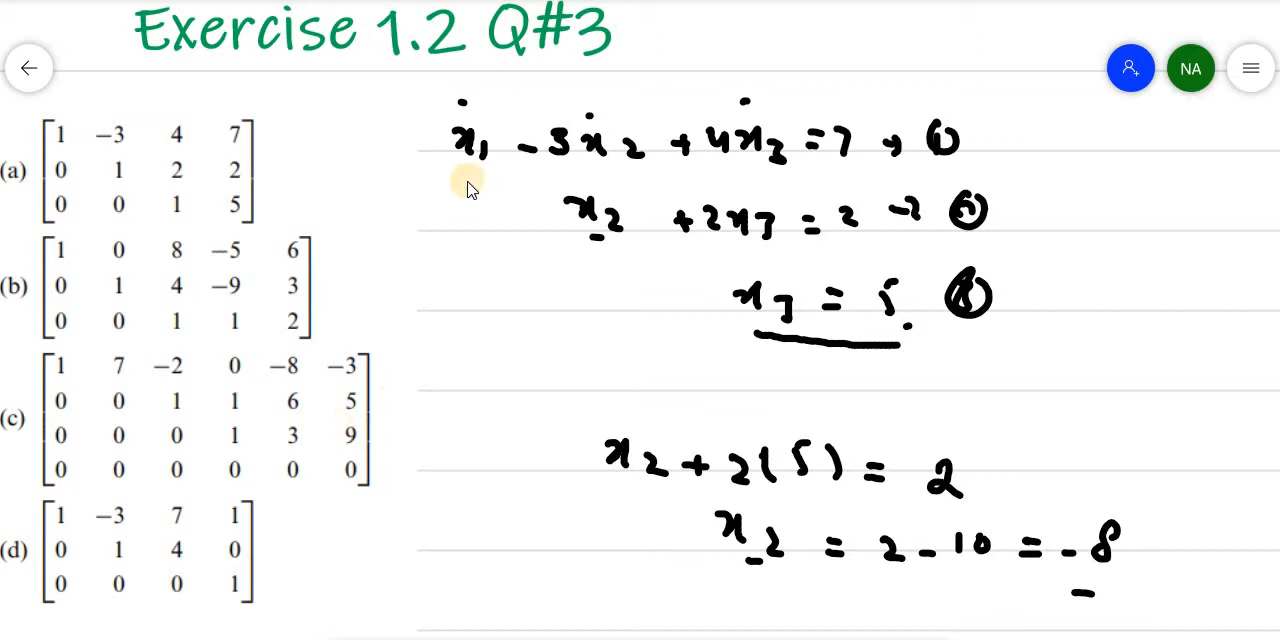 Exercise 1.2 Q#3
NA
(a) [1 −3 4 7
0 1 2 2
0 0 1 5]
(b) [1 0 8 −5 6
0 1 4 −9 3
0 0 1 1 2]
(c) [1 7 −2 0 −8 −3
0 0 1 1 6 5
0 0 0 1 3 9
0 0 0 0 0 0]
(d) [1 −3 7 1
0 1 4 0
0 0 0 1]
x₁ - 3x₂ + 4x₃ = 7 → ①
x₂ + 2x₃ = 2 → ②
x₃ = 5.
x₂ + 2(5) = 2
x₂ = 2 - 10 = -8